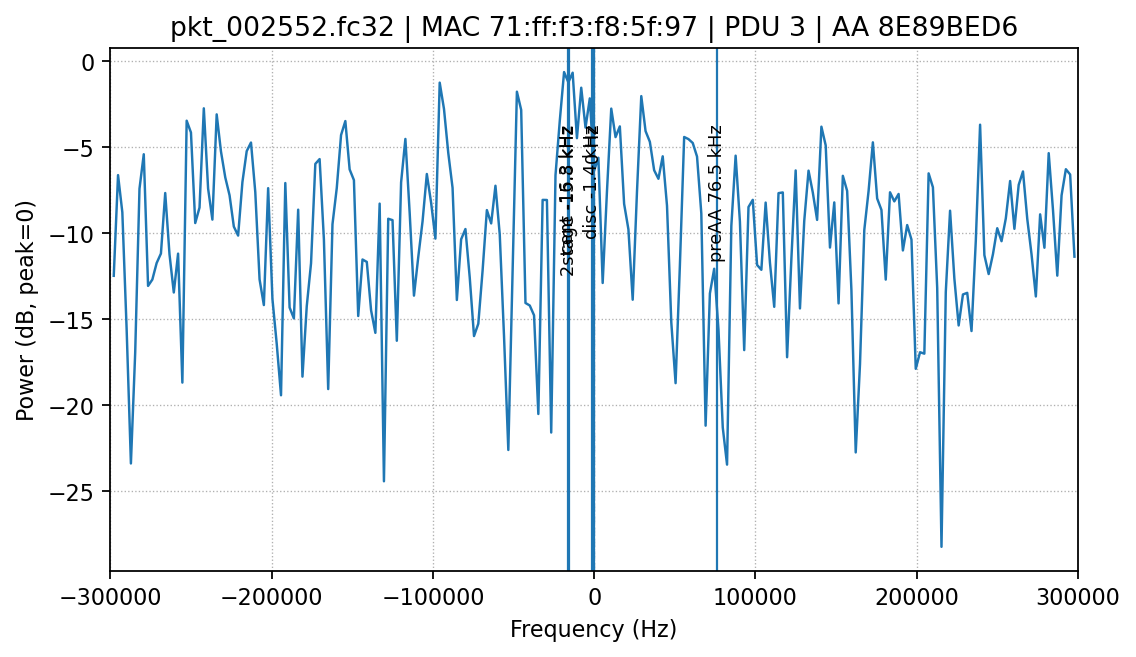 pkt_002552.fc32 | MAC 71:ff:f3:f8:5f:97 | PDU 3 | AA 8E89BED6
Power (dB, peak=0)
0
−5
−10
−15
−20
−25
disc -1.40kHz
preAA 76.5 kHz
−300000
−200000
−100000
0
100000
200000
300000
Frequency (Hz)